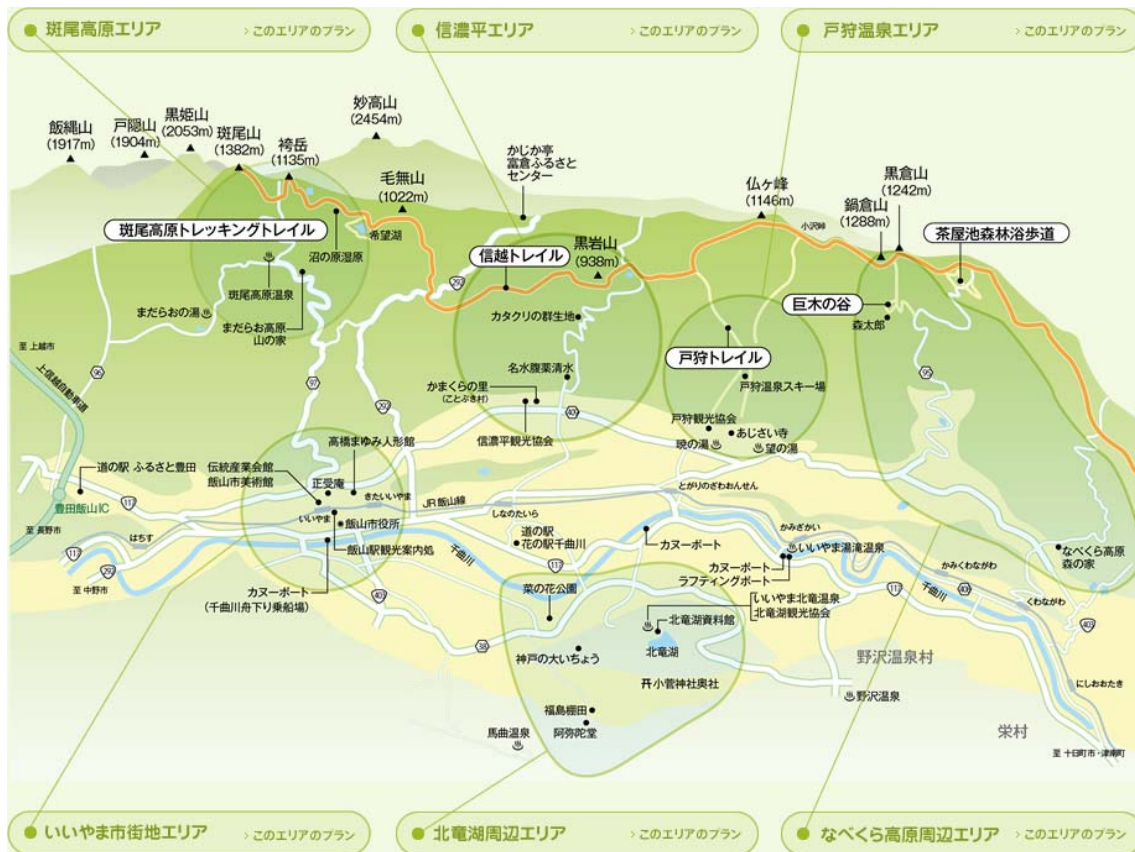 斑尾高原エリア
›このエリアのプラン
信濃平エリア
›このエリアのプラン
戸狩温泉エリア
›このエリアのプラン
飯縄山
(1917m)
戸隠山
(1904m)
黒姫山
(2053m)
斑尾山
(1382m)
袴岳
(1135m)
妙高山
(2454m)
毛無山
(1022m)
かじか亭
富倉ふるさと
センター
仏ヶ峰
(1146m)
黒倉山
(1242m)
鍋倉山
(1288m)
小沢峠
茶屋池森林浴歩道
斑尾高原トレッキングトレイル
希望湖
沼の原湿原
信越トレイル
黒岩山
(938m)
292
斑尾高原温泉
まだらおの湯
まだらお高原
山の家
カタクリの群生地
巨木の谷
森太郎
戸狩トレイル
至 上越市
上信越自動車道
96
97
292
95
名水腹薬清水
戸狩温泉スキー場
かまくらの里
(ことぶき村)
409
信濃平観光協会
戸狩観光協会
あじさい寺
暁の湯
望の湯
高橋まゆみ人形館
道の駅 ふるさと豊田
伝統産業会館
飯山市美術館
正受庵
きたいいやま
JR飯山線
とがりのざわおんせん
豊田飯山IC
117
いいやま
飯山市役所
しなのたいら
道の駅
花の駅千曲川
カヌーポート
かみざかい
いいやま湯滝温泉
至 長野市
はちす
飯山駅観光案内処
千曲川
117
カヌーポート
ラフティングポート
かみくわながわ
なべくら高原
森の家
117
292
至 中野市
カヌーポート
(千曲川舟下り乗船場)
菜の花公園
いいやま北竜温泉
北竜湖観光協会
117
千曲川
408
くわながわ
403
403
38
北竜湖資料館
神戸の大いちょう
北竜湖
野沢温泉村
小菅神社奥社
野沢温泉
にしおおたき
福島棚田
阿弥陀堂
馬曲温泉
栄村
至 十日町市・津南町
いいやま市街地エリア
›このエリアのプラン
北竜湖周辺エリア
›このエリアのプラン
なべくら高原周辺エリア
›このエリアのプラン